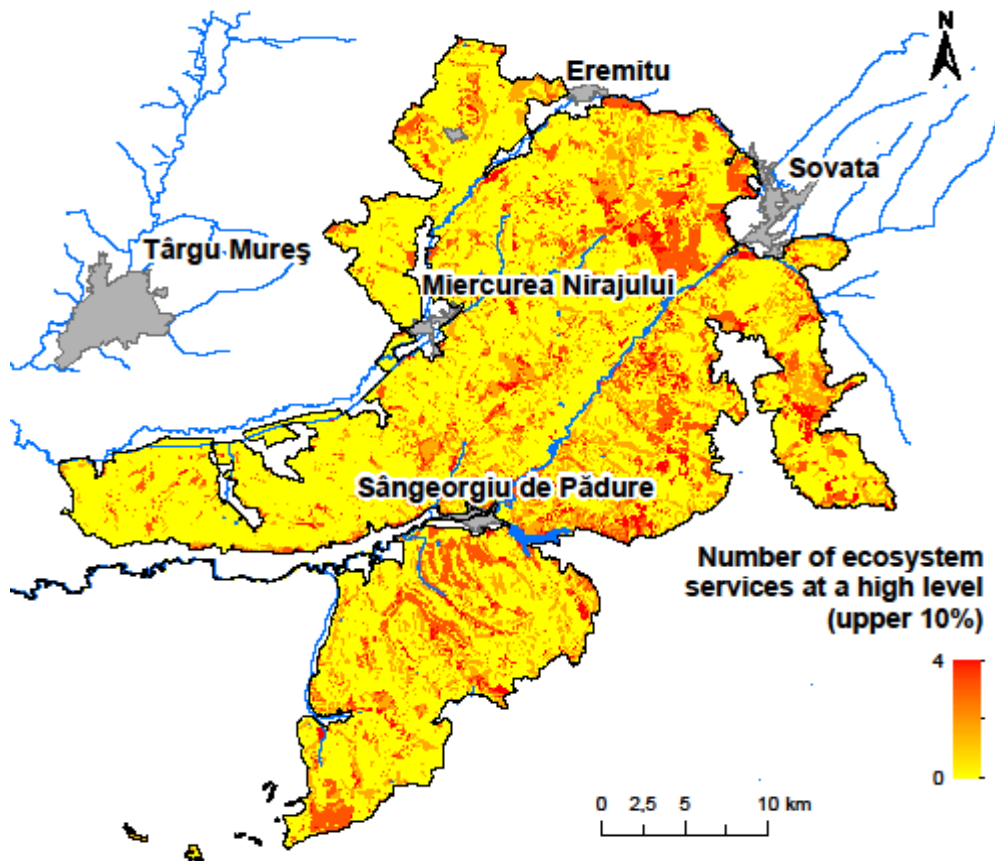 N
Eremitu
Sovata
Târgu Mureş
Miercurea Nirajului
Sângeorgiu de Pădure
Number of ecosystem
services at a high level
(upper 10%)
4
0
0 2,5 5 10 km